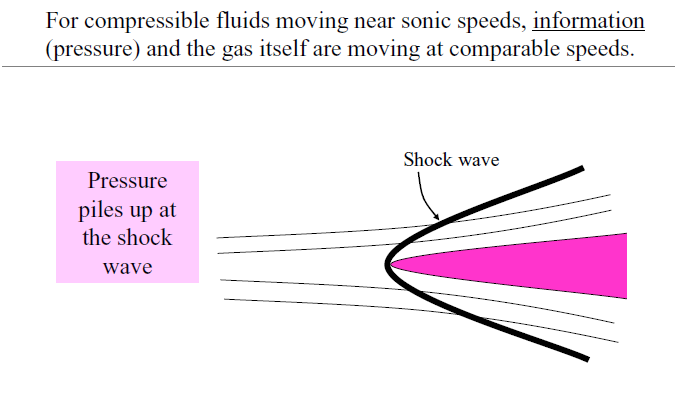 For compressible fluids moving near sonic speeds, information
(pressure) and the gas itself are moving at comparable speeds.
Shock wave
Pressure
piles up at
the shock
wave